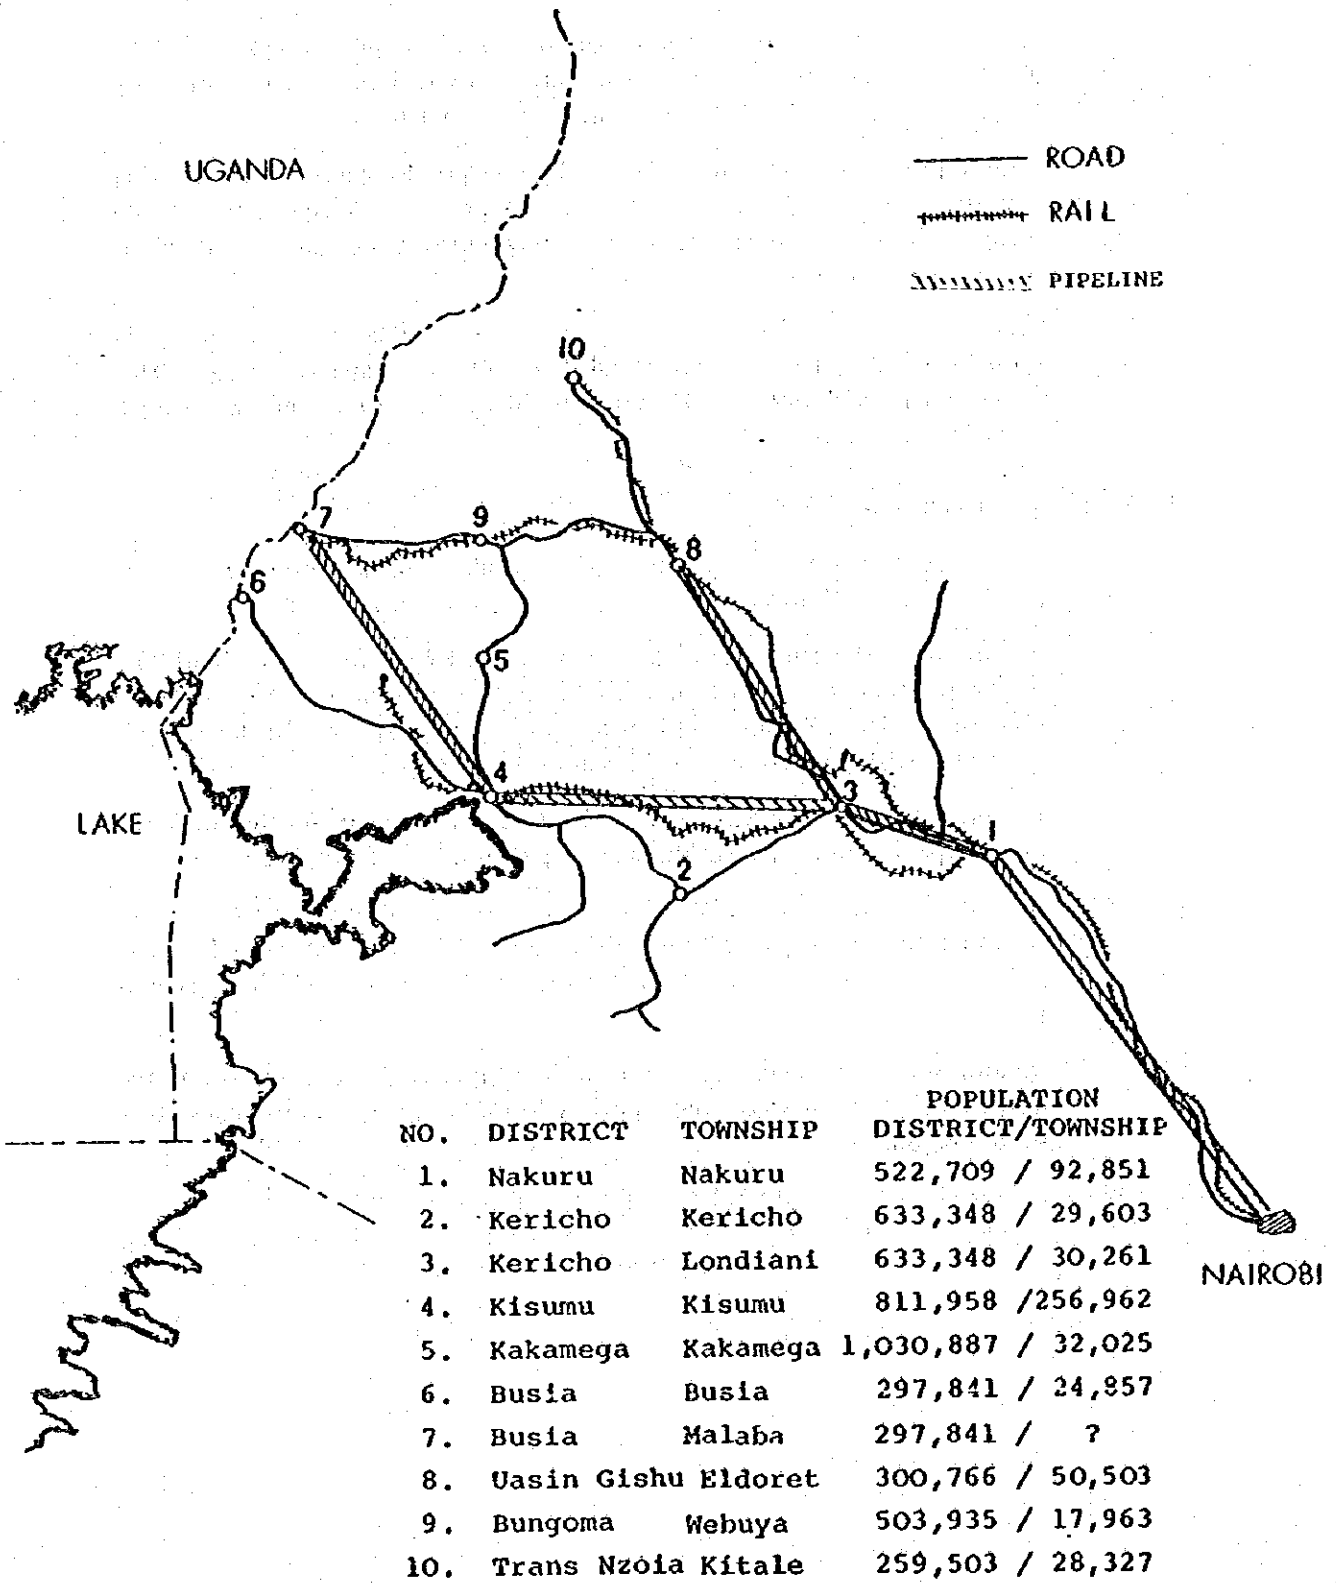 UGANDA
ROAD
RAIL
PIPELINE
10
7
9
8
6
5
4
3
1
2
LAKE
NAIROBI
POPULATION
NO. DISTRICT TOWNSHIP DISTRICT/TOWNSHIP
1. Nakuru Nakuru 522,709 / 92,851
2. Kericho Kericho 633,348 / 29,603
3. Kericho Londiani 633,348 / 30,261
4. Kisumu Kisumu 811,958 /256,962
5. Kakamega Kakamega 1,030,887 / 32,025
6. Busia Busia 297,841 / 24,857
7. Busia Malaba 297,841 / ?
8. Uasin Gishu Eldoret 300,766 / 50,503
9. Bungoma Webuya 503,935 / 17,963
10. Trans Nzoia Kitale 259,503 / 28,327